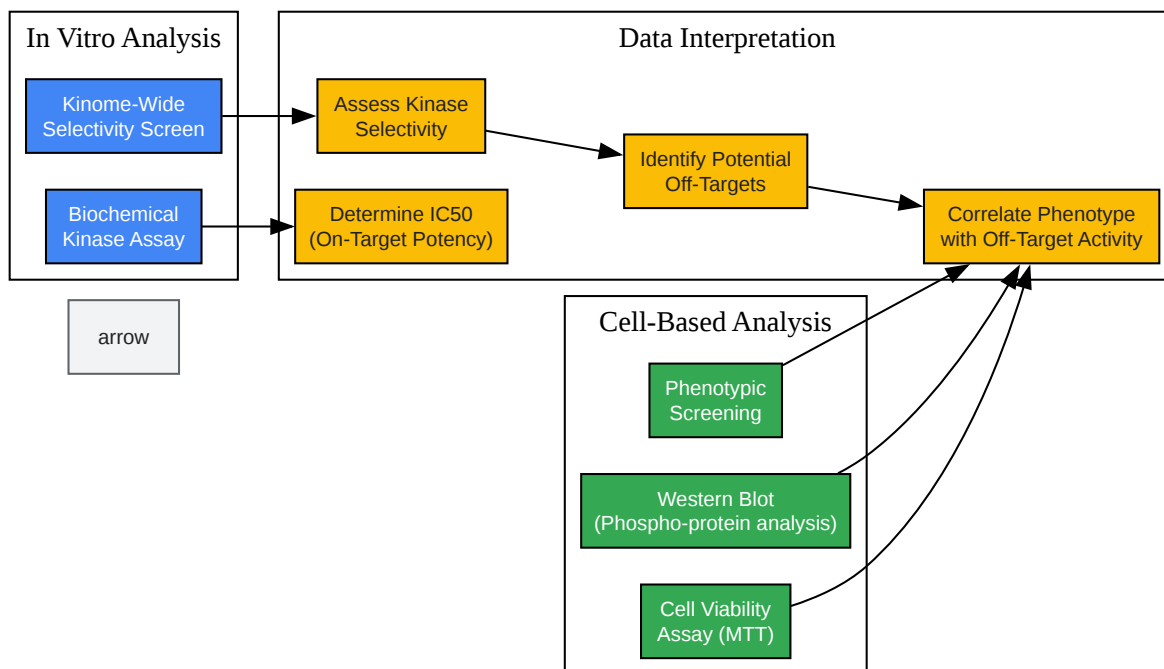 In Vitro Analysis
Kinome-Wide
Selectivity Screen
Biochemical
Kinase Assay
arrow
Data Interpretation
Assess Kinase
Selectivity
Determine IC50
(On-Target Potency)
Identify Potential
Off-Targets
Correlate Phenotype
with Off-Target Activity
Cell-Based Analysis
Phenotypic
Screening
Western Blot
(Phospho-protein analysis)
Cell Viability
Assay (MTT)